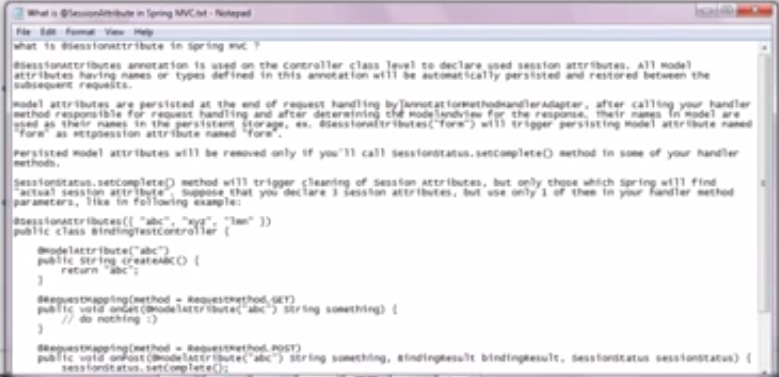 What is @SessionAttribute in Spring MVC.txt - Notepad
File Edit Format View Help
What is @SessionAttribute in Spring MVC ?
@SessionAttributes annotation is used on the Controller class level to declare used session attributes. All Model
attributes having names or types defined in this annotation will be automatically persisted and restored between the
subsequent requests.
Model attributes are persisted at the end of request handling by AnnotationMethodHandlerAdapter, after calling your handler
method responsible for request handling and after determining the ModelAndView for the response. Their names in Model are
used as their names in the persistent storage, ex. @SessionAttributes("form") will trigger persisting Model attribute named
"form" as HttpSession attribute named "form".
Persisted Model attributes will be removed only if you'll call SessionStatus.setComplete() method in some of your handler
methods.
SessionStatus.setComplete() method will trigger cleaning of Session Attributes, but only those which Spring will find
"actual session attribute". Suppose that you declare 3 session attributes, but use only 1 of them in your handler method
parameters, like in following example:
@SessionAttributes({ "abc", "xyz", "lmn" })
public class BindingTestController {
@ModelAttribute("abc")
public String createABC() {
return "abc";
}
@RequestMapping(method = RequestMethod.GET)
public void onGet(@ModelAttribute("abc") String something) {
// do nothing :)
}
@RequestMapping(method = RequestMethod.POST)
public void onPost(@ModelAttribute("abc") String something, BindingResult bindingResult, SessionStatus sessionStatus) {
sessionStatus.setComplete();